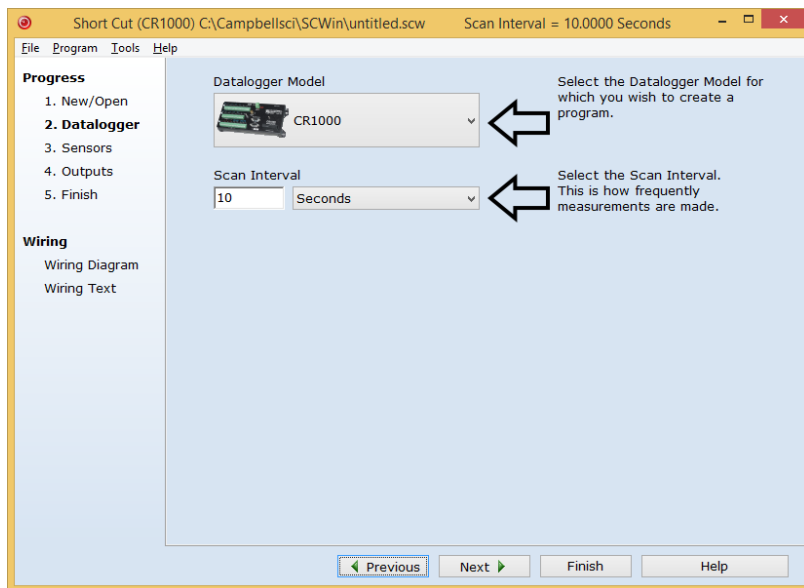 Short Cut (CR1000) C:\Campbellsci\SCWin\untitled.scw Scan Interval = 10.0000 Seconds
File Program Tools Help
Progress
1. New/Open
2. Datalogger
3. Sensors
4. Outputs
5. Finish
Wiring
Wiring Diagram
Wiring Text
Datalogger Model
CR1000
Select the Datalogger Model for
which you wish to create a
program.
Scan Interval
10 Seconds
Select the Scan Interval.
This is how frequently
measurements are made.
Previous Next Finish Help